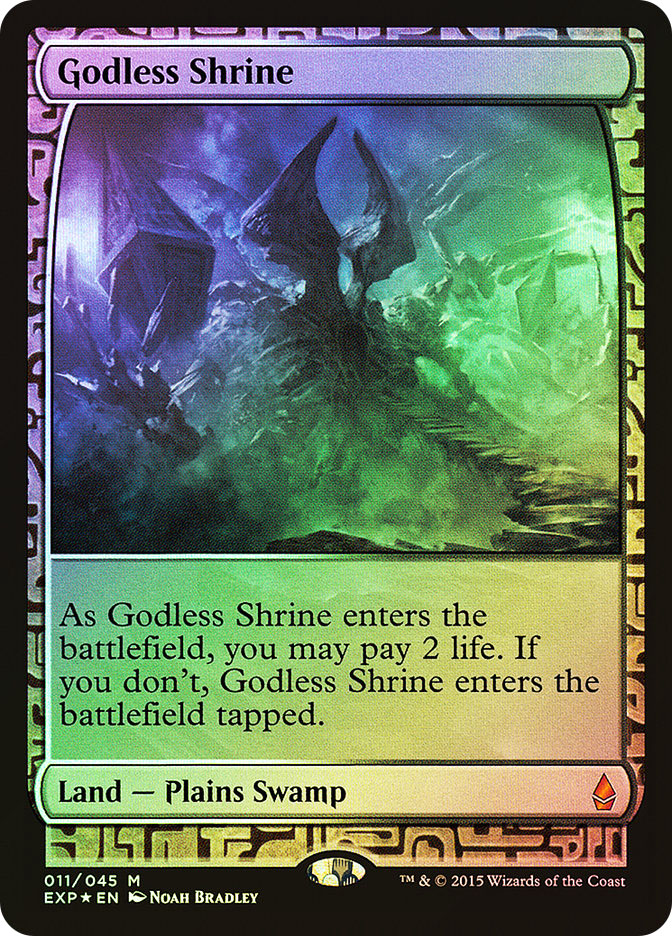 Godless Shrine
As Godless Shrine enters the
battlefield, you may pay 2 life. If
you don't, Godless Shrine enters the
battlefield tapped.
Land — Plains Swamp
011/045 M
EXP★EN Noah Bradley
™ & © 2015 Wizards of the Coast